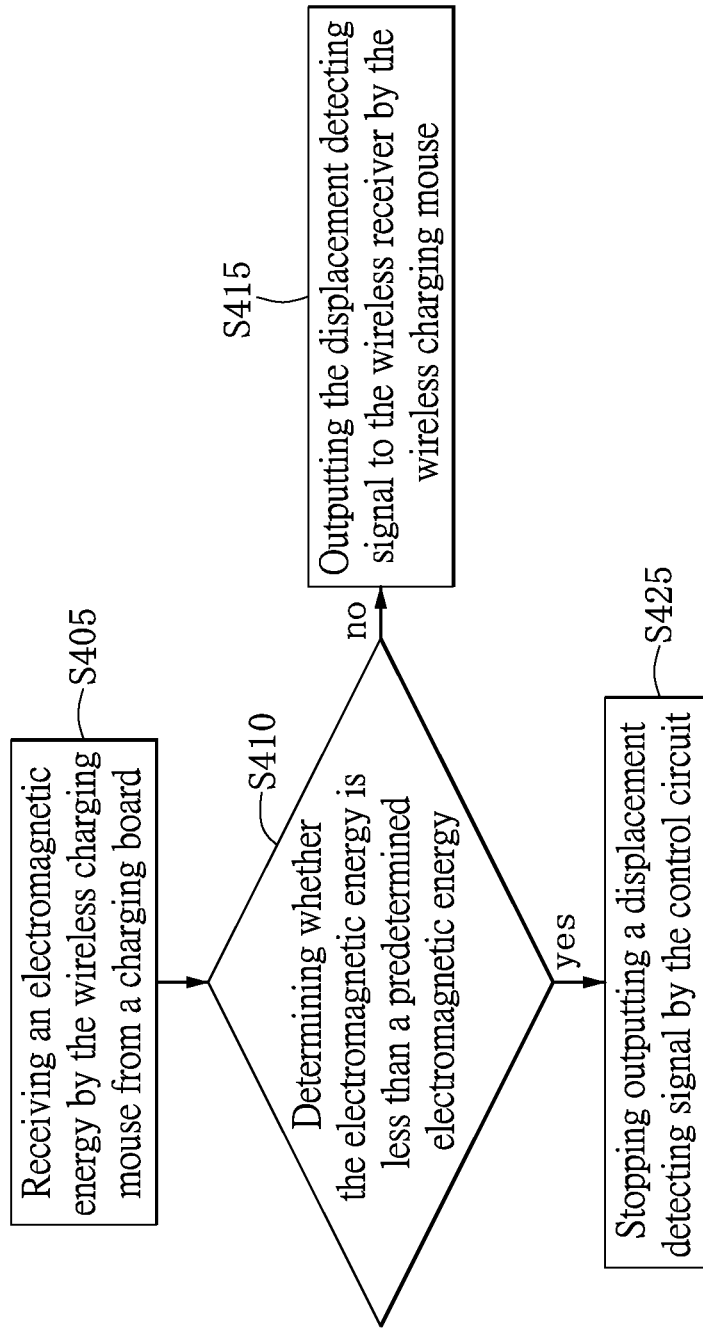 Receiving an electromagnetic
energy by the wireless charging
mouse from a charging board
S405
Determining whether
the electromagnetic energy is
less than a predetermined
electromagnetic energy
S410
no
Outputting the displacement detecting
signal to the wireless receiver by the
wireless charging mouse
S415
yes
Stopping outputting a displacement
detecting signal by the control circuit
S425